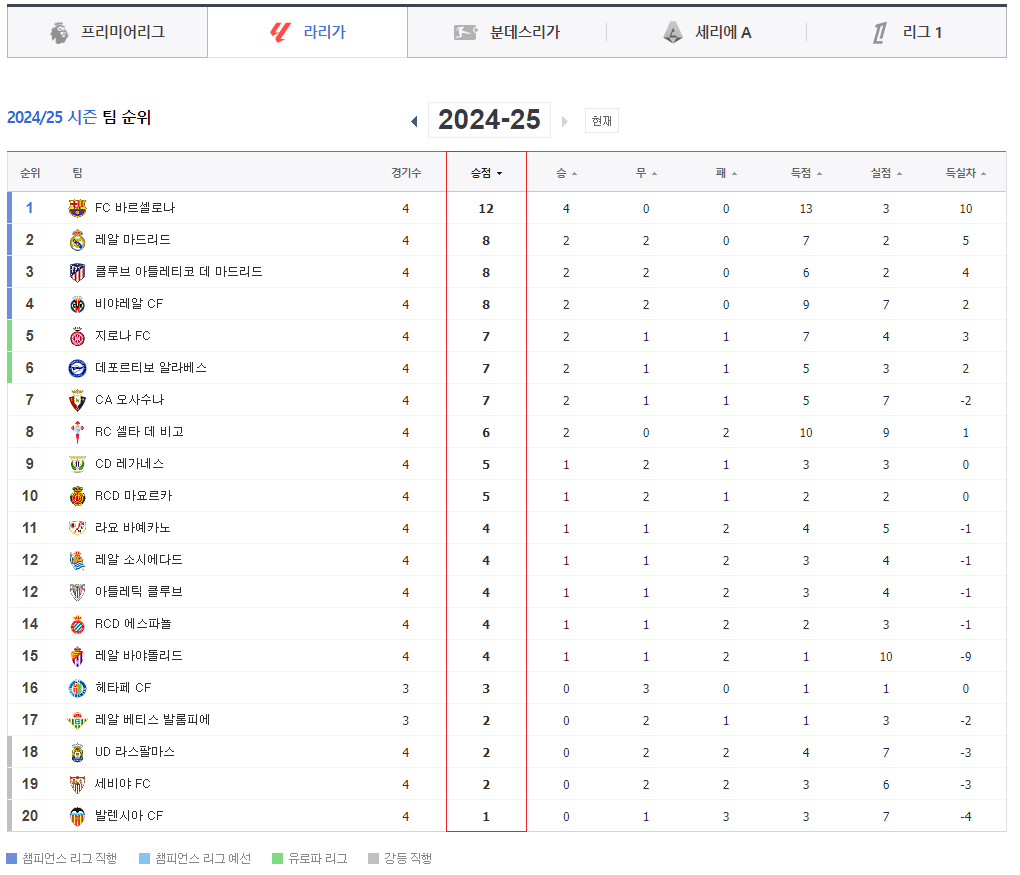 프리미어리그 라리가 분데스리가 세리에 A 리그 1
2024/25 시즌 팀 순위 2024-25 현재
순위 팀 경기수 승점 승 무 패 득점 실점 득실차
1 FC 바르셀로나 4 12 4 0 0 13 3 10
2 레알 마드리드 4 8 2 2 0 7 2 5
3 클루브 아틀레티코 데 마드리드 4 8 2 2 0 6 2 4
4 비야레알 CF 4 8 2 2 0 9 7 2
5 지로나 FC 4 7 2 1 1 7 4 3
6 데포르티보 알라베스 4 7 2 1 1 5 3 2
7 CA 오사수나 4 7 2 1 1 5 7 -2
8 RC 셀타 데 비고 4 6 2 0 2 10 9 1
9 CD 레가네스 4 5 1 2 1 3 3 0
10 RCD 마요르카 4 5 1 2 1 2 2 0
11 라요 바예카노 4 4 1 1 2 4 5 -1
12 레알 소시에다드 4 4 1 1 2 3 4 -1
12 아틀레틱 클루브 4 4 1 1 2 3 4 -1
14 RCD 에스파뇰 4 4 1 1 2 2 3 -1
15 레알 바야돌리드 4 4 1 1 2 1 10 -9
16 헤타페 CF 3 3 0 3 0 1 1 0
17 레알 베티스 발롬피에 3 2 0 2 1 1 3 -2
18 UD 라스팔마스 4 2 0 2 2 4 7 -3
19 세비야 FC 4 2 0 2 2 3 6 -3
20 발렌시아 CF 4 1 0 1 3 3 7 -4
챔피언스 리그 직행 챔피언스 리그 예선 유로파 리그 강등 직행